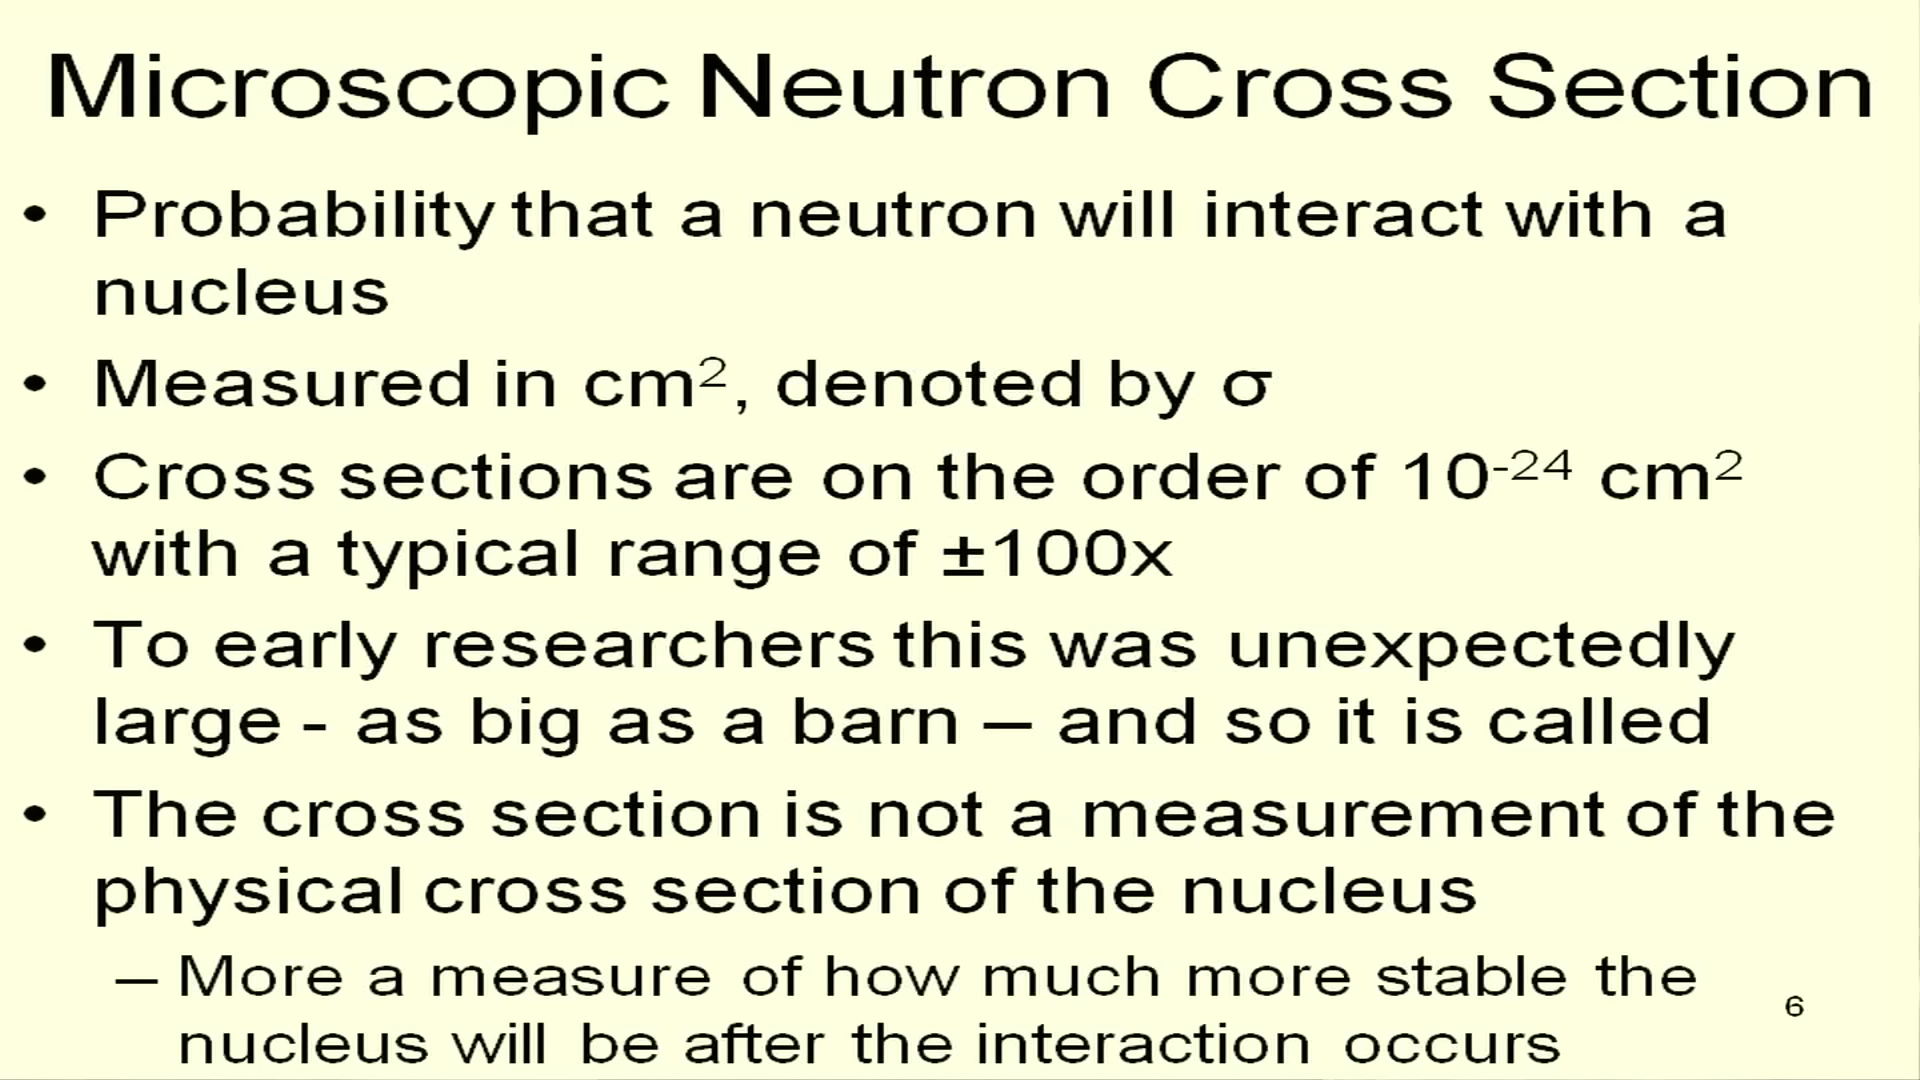 Microscopic Neutron Cross Section
• Probability that a neutron will interact with a
nucleus
• Measured in cm², denoted by σ
• Cross sections are on the order of 10⁻²⁴ cm²
with a typical range of ±100x
• To early researchers this was unexpectedly
large - as big as a barn – and so it is called
• The cross section is not a measurement of the
physical cross section of the nucleus
– More a measure of how much more stable the
nucleus will be after the interaction occurs
6